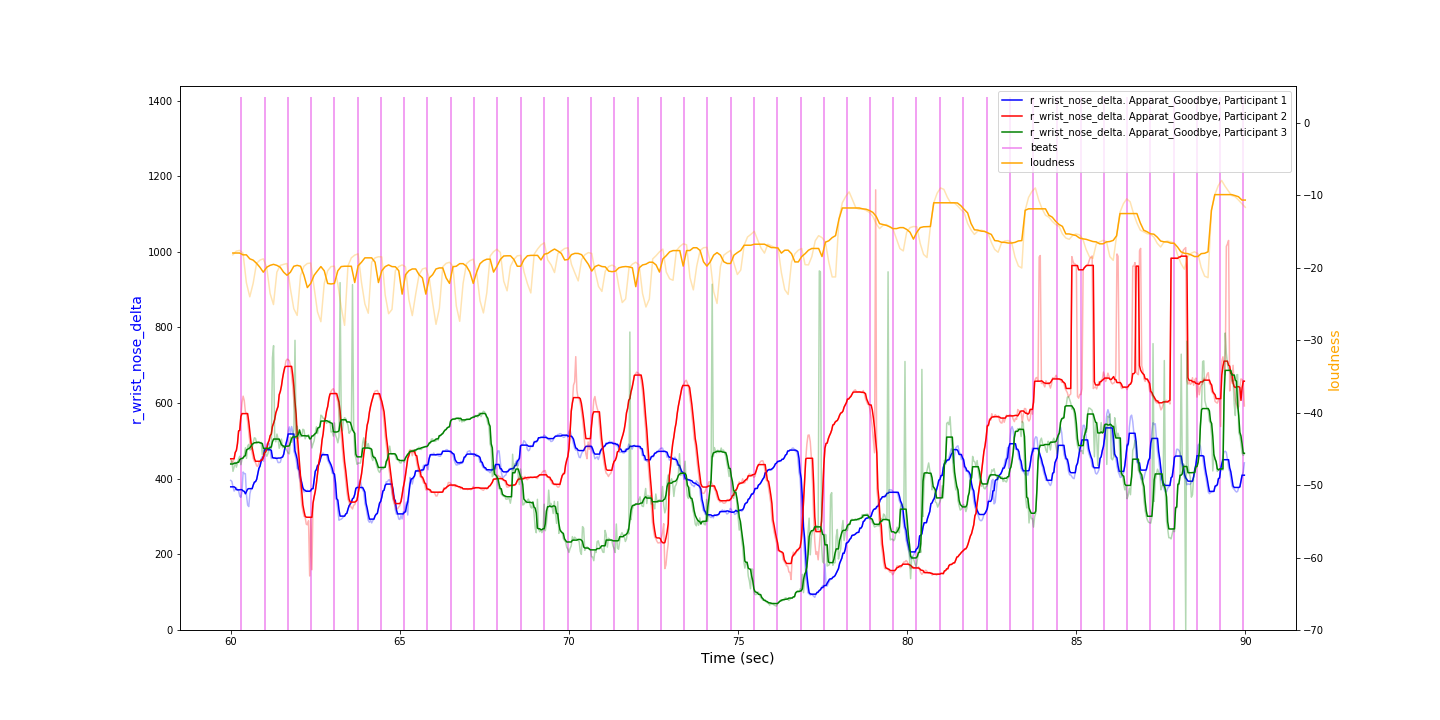 r_wrist_nose_delta. Apparat_Goodbye, Participant 1
r_wrist_nose_delta. Apparat_Goodbye, Participant 2
r_wrist_nose_delta. Apparat_Goodbye, Participant 3
beats
loudness
1400
1200
1000
800
600
400
200
0
r_wrist_nose_delta
0
−10
−20
−30
−40
−50
−60
−70
loudness
60
65
70
75
80
85
90
Time (sec)